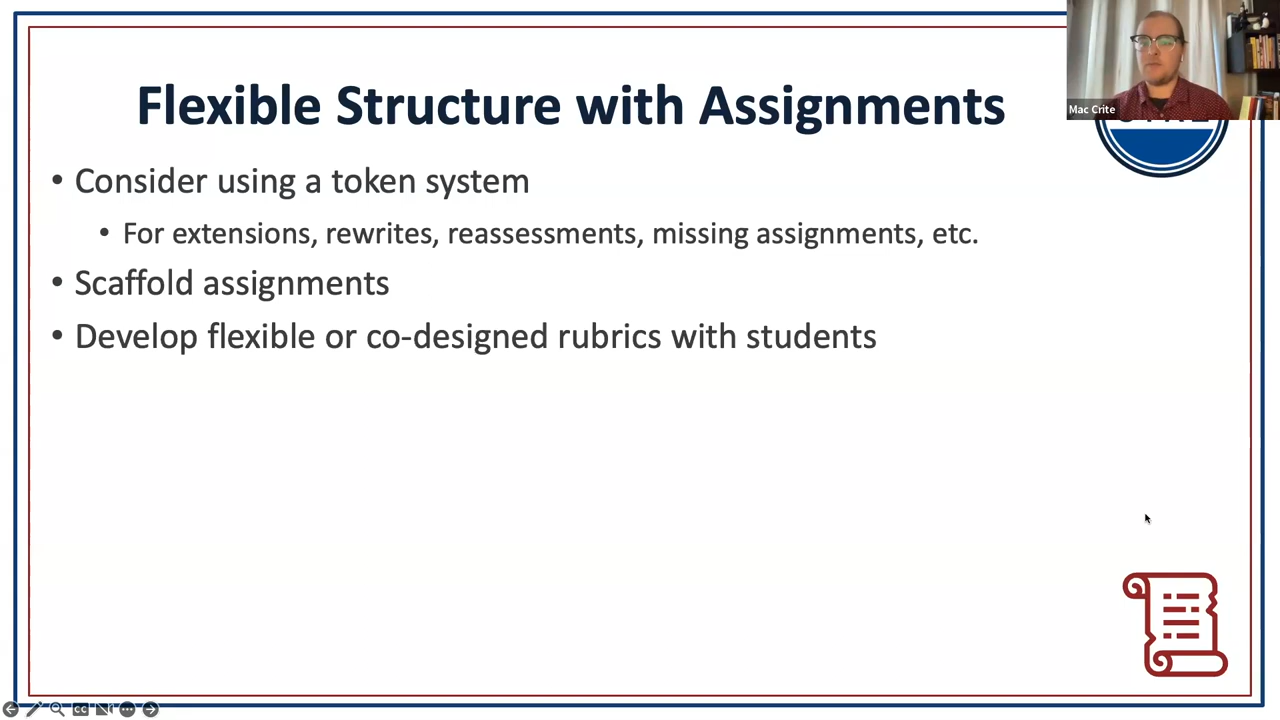 Flexible Structure with Assignments
Mac Crite
• Consider using a token system
• For extensions, rewrites, reassessments, missing assignments, etc.
• Scaffold assignments
• Develop flexible or co-designed rubrics with students
CC